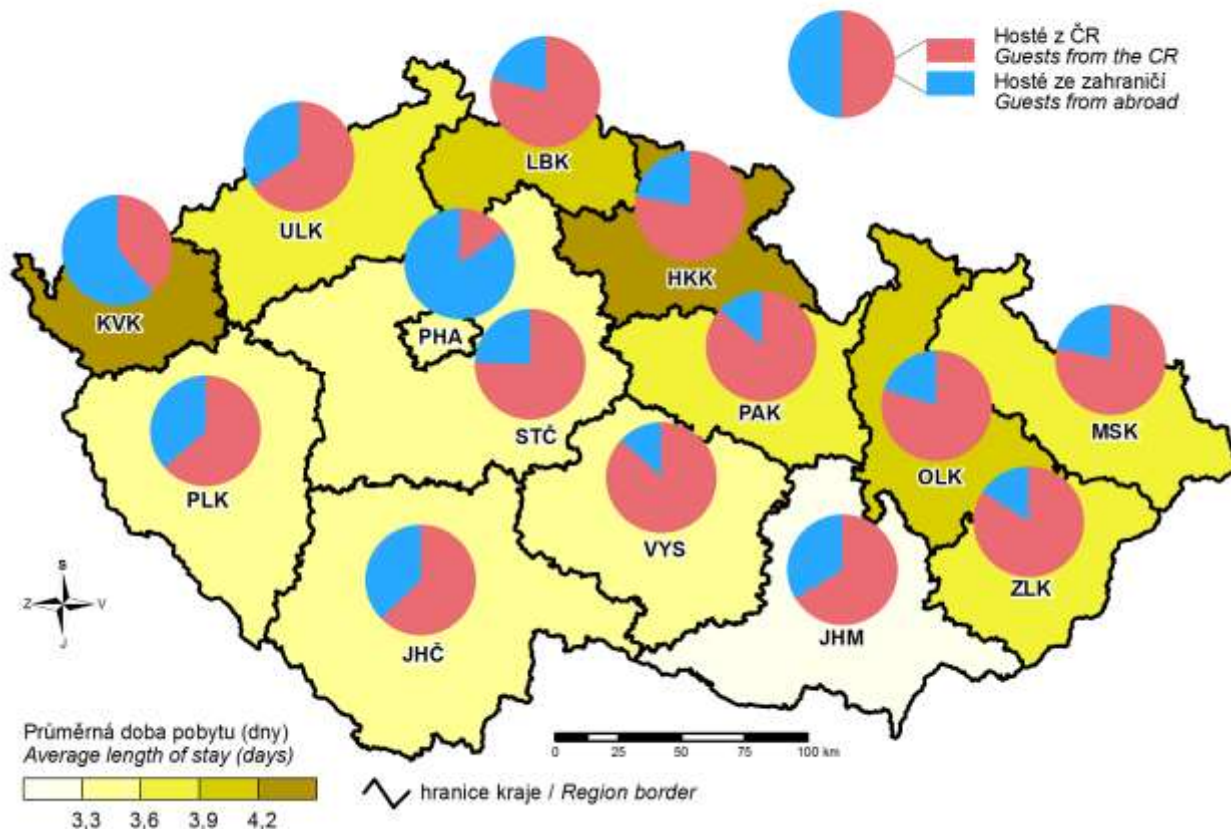 Hosté z ČR
Guests from the CR
Hosté ze zahraničí
Guests from abroad
LBK
ULK
HKK
KVK
PHA
PAK
MSK
STČ
OLK
PLK
VYS
ZLK
JHČ
JHM
S
Z V
J
Průměrná doba pobytu (dny)
Average length of stay (days)
3,3 3,6 3,9 4,2
0 25 50 75 100 km
hranice kraje / Region border